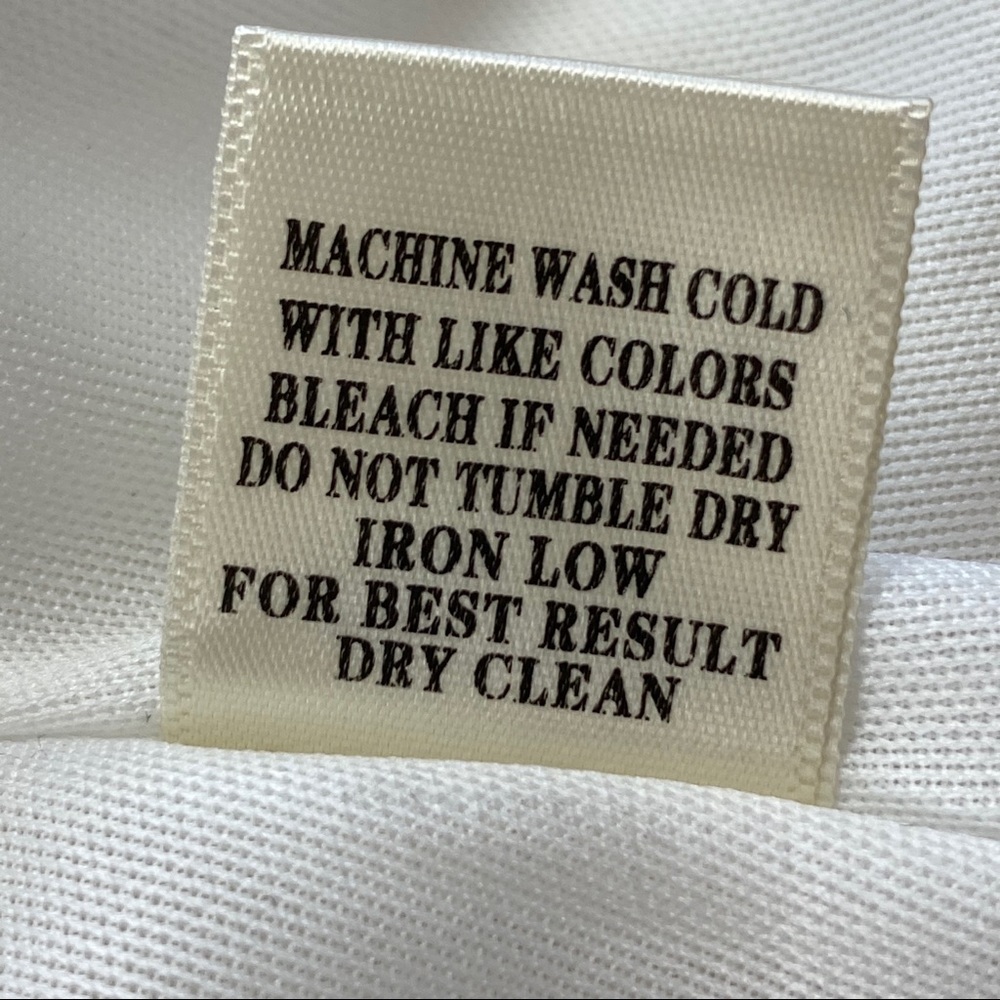 MACHINE WASH COLD
WITH LIKE COLORS
BLEACH IF NEEDED
DO NOT TUMBLE DRY
IRON LOW
FOR BEST RESULT
DRY CLEAN